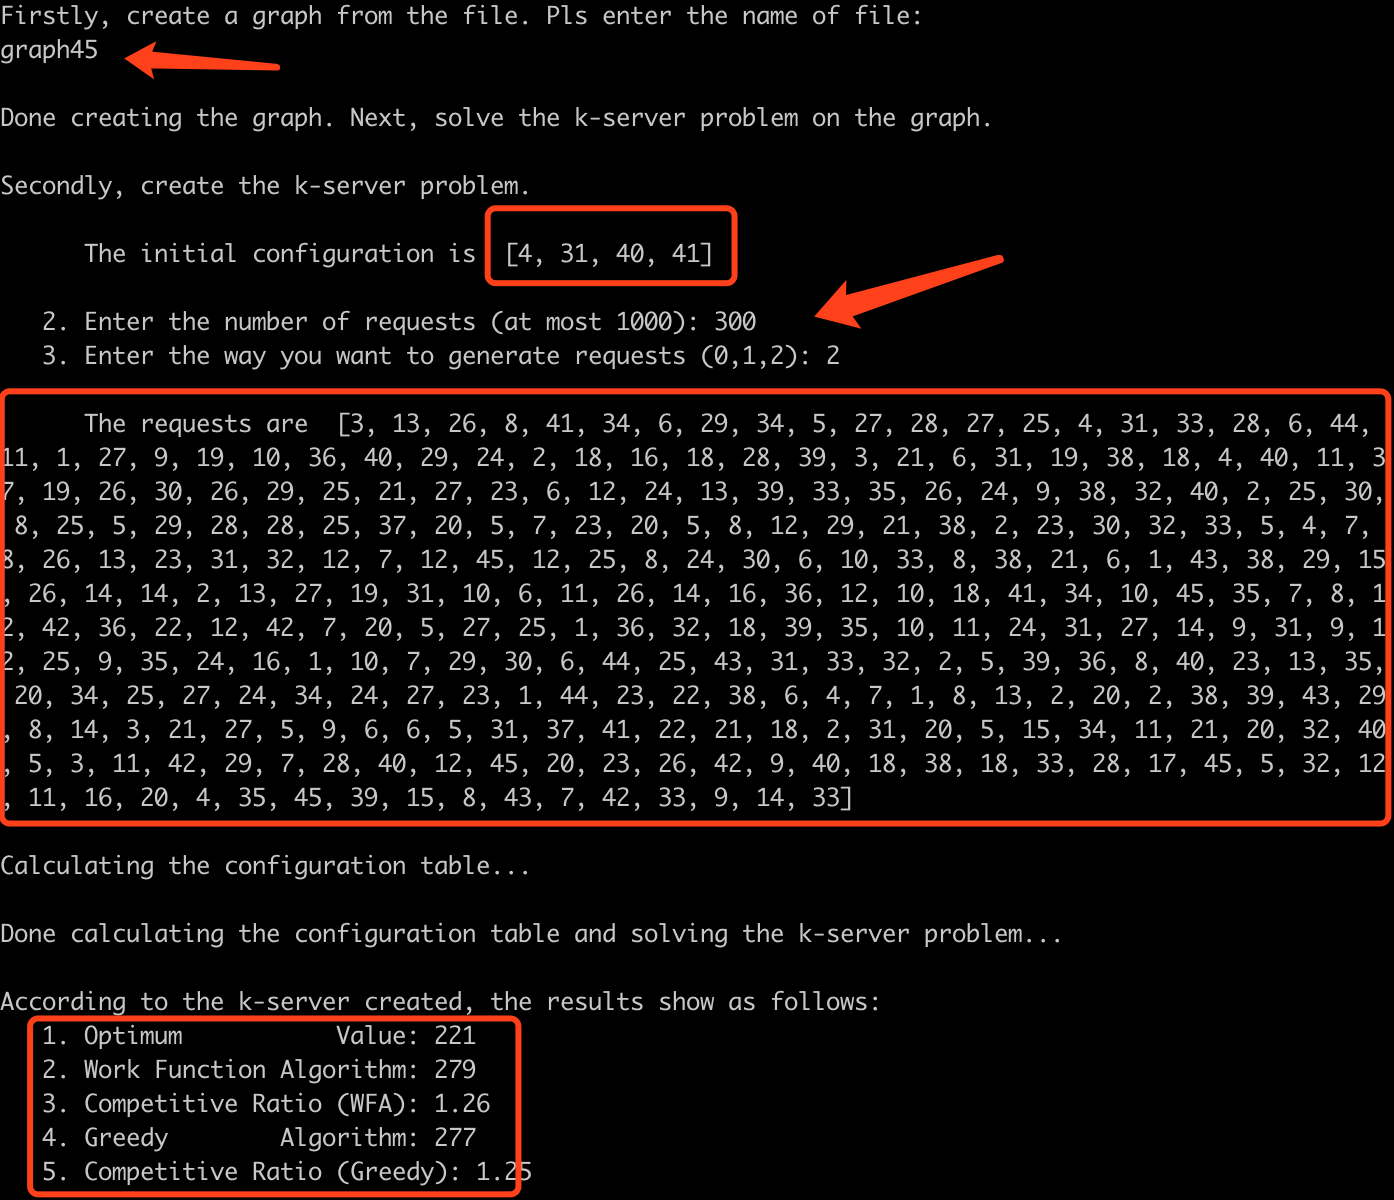 Firstly, create a graph from the file. Pls enter the name of file:
graph45
Done creating the graph. Next, solve the k-server problem on the graph.
Secondly, create the k-server problem.
The initial configuration is [4, 31, 40, 41]
2. Enter the number of requests (at most 1000): 300
3. Enter the way you want to generate requests (0,1,2): 2
The requests are [3, 13, 26, 8, 41, 34, 6, 29, 34, 5, 27, 28, 27, 25, 4, 31, 33, 28, 6, 44,
11, 1, 27, 9, 19, 10, 36, 40, 29, 24, 2, 18, 16, 18, 28, 39, 3, 21, 6, 31, 19, 38, 18, 4, 40, 11, 3
7, 19, 26, 30, 26, 29, 25, 21, 27, 23, 6, 12, 24, 13, 39, 33, 35, 26, 24, 9, 38, 32, 40, 2, 25, 30,
8, 25, 5, 29, 28, 28, 25, 37, 20, 5, 7, 23, 20, 5, 8, 12, 29, 21, 38, 2, 23, 30, 32, 33, 5, 4, 7,
8, 26, 13, 23, 31, 32, 12, 7, 12, 45, 12, 25, 8, 24, 30, 6, 10, 33, 8, 38, 21, 6, 1, 43, 38, 29, 15
, 26, 14, 14, 2, 13, 27, 19, 31, 10, 6, 11, 26, 14, 16, 36, 12, 10, 18, 41, 34, 10, 45, 35, 7, 8, 1
2, 42, 36, 22, 12, 42, 7, 20, 5, 27, 25, 1, 36, 32, 18, 39, 35, 10, 11, 24, 31, 27, 14, 9, 31, 9, 1
2, 25, 9, 35, 24, 16, 1, 10, 7, 29, 30, 6, 44, 25, 43, 31, 33, 32, 2, 5, 39, 36, 8, 40, 23, 13, 35,
20, 34, 25, 27, 24, 34, 24, 27, 23, 1, 44, 23, 22, 38, 6, 4, 7, 1, 8, 13, 2, 20, 2, 38, 39, 43, 29
, 8, 14, 3, 21, 27, 5, 9, 6, 6, 5, 31, 37, 41, 22, 21, 18, 2, 31, 20, 5, 15, 34, 11, 21, 20, 32, 40
, 5, 3, 11, 42, 29, 7, 28, 40, 12, 45, 20, 23, 26, 42, 9, 40, 18, 38, 18, 33, 28, 17, 45, 5, 32, 12
, 11, 16, 20, 4, 35, 45, 39, 15, 8, 43, 7, 42, 33, 9, 14, 33]
Calculating the configuration table...
Done calculating the configuration table and solving the k-server problem...
According to the k-server created, the results show as follows:
1. Optimum Value: 221
2. Work Function Algorithm: 279
3. Competitive Ratio (WFA): 1.26
4. Greedy Algorithm: 277
5. Competitive Ratio (Greedy): 1.25